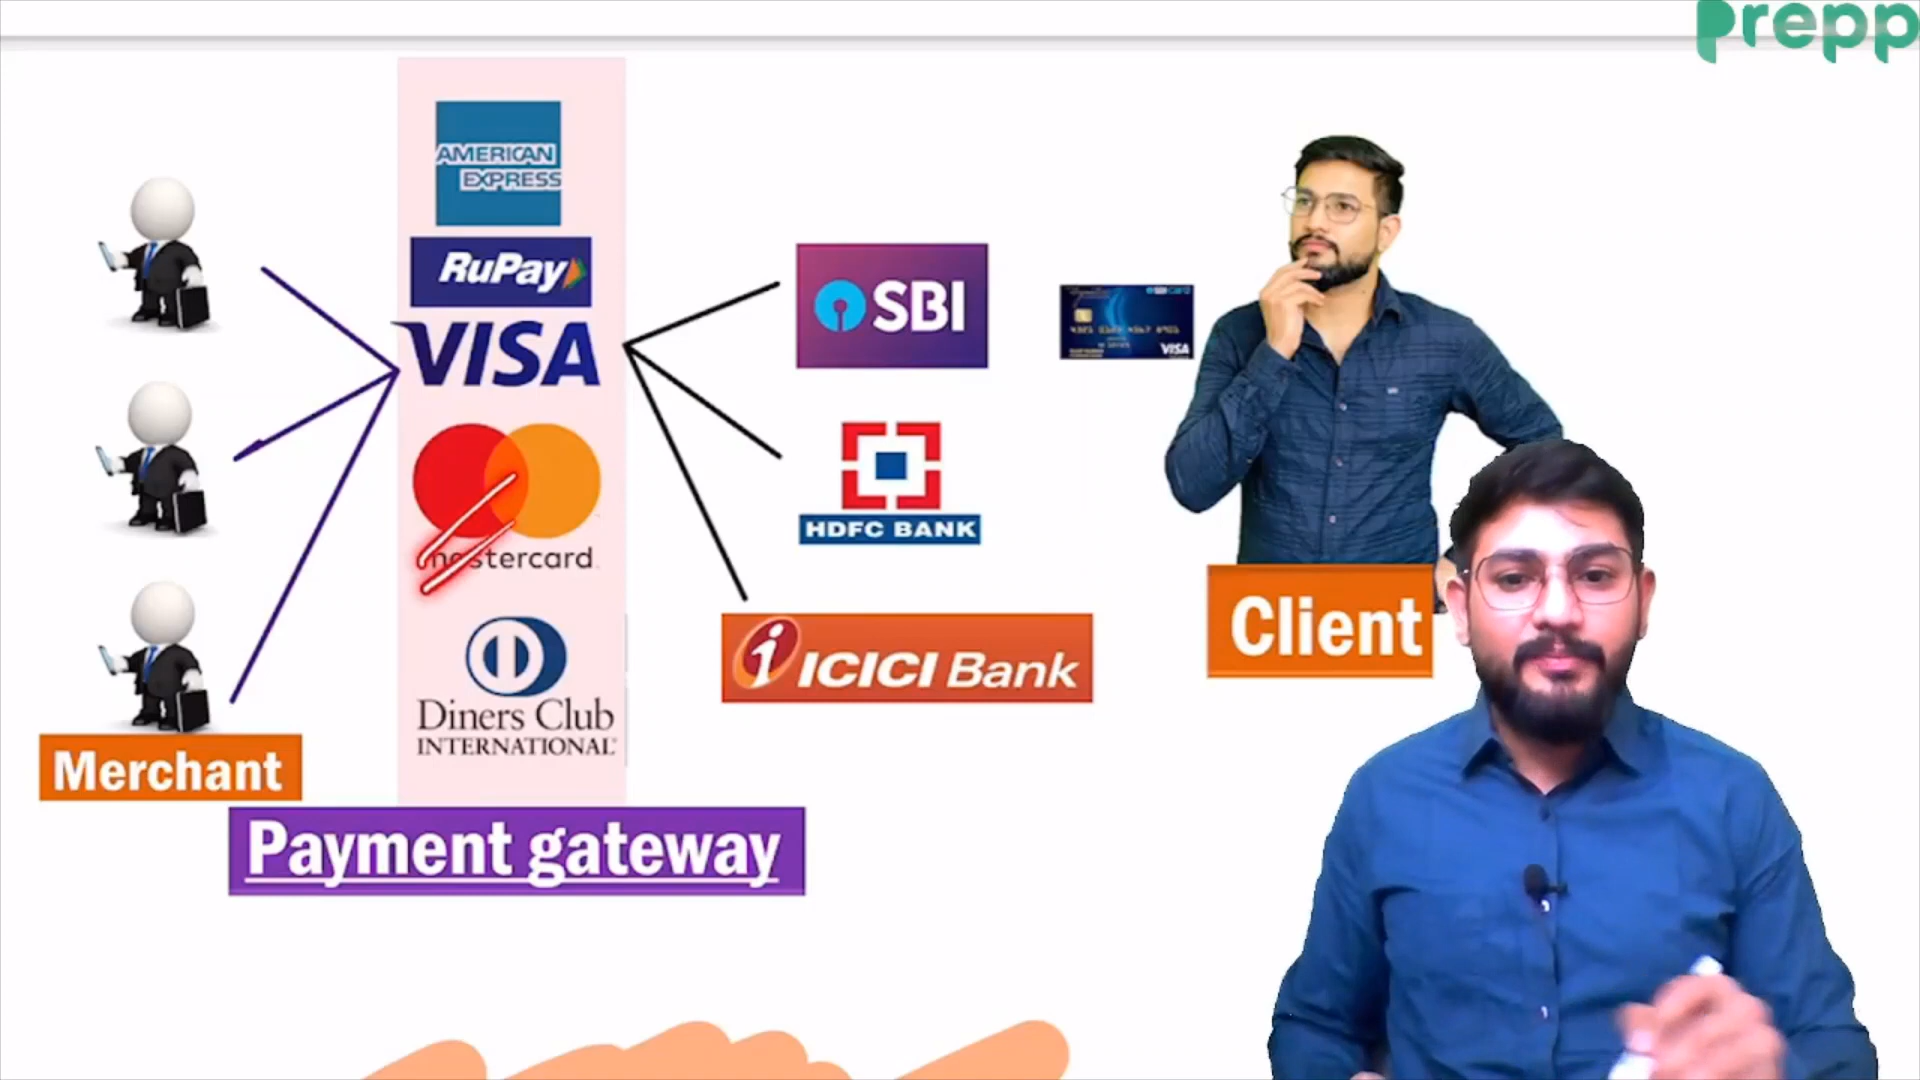 prepp
AMERICAN
EXPRESS
RuPay
VISA
mastercard
Diners Club
INTERNATIONAL
SBI
HDFC BANK
ICICI Bank
VISA
Client
Merchant
Payment gateway